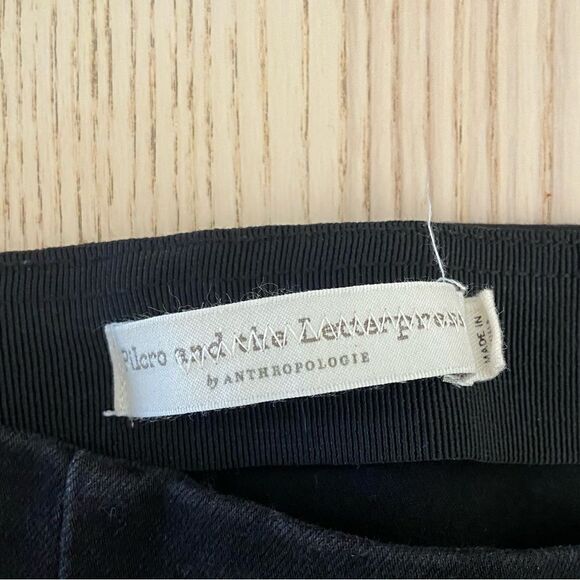 Pilcro and the Letterpress
by ANTHROPOLOGIE
MADE IN